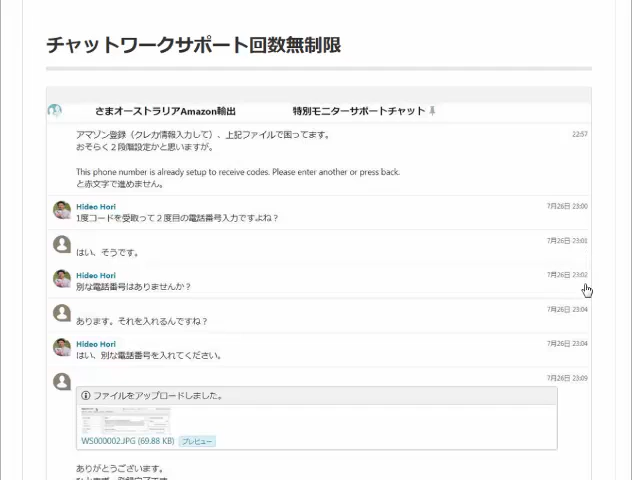 チャットワークサポート回数無制限
さまオーストラリアAmazon輸出 特別モニターサポートチャット
アマゾン登録（クレカ情報入力して）、上記ファイルで困ってます。 22:57
おそらく２段階設定かと思いますが。
This phone number is already setup to receive codes. Please enter another or press back.
と赤文字で進めません。
Hideo Hori 7月26日 23:00
1度コードを受取って２度目の電話番号入力ですよね？
7月26日 23:01
はい、そうです。
Hideo Hori 7月26日 23:02
別な電話番号はありませんか？
7月26日 23:04
あります。それを入れるんですね？
Hideo Hori 7月26日 23:04
はい、別な電話番号を入れてください。
7月26日 23:09
ファイルをアップロードしました。
WS000002.JPG (69.88 KB) プレビュー
ありがとうございます。